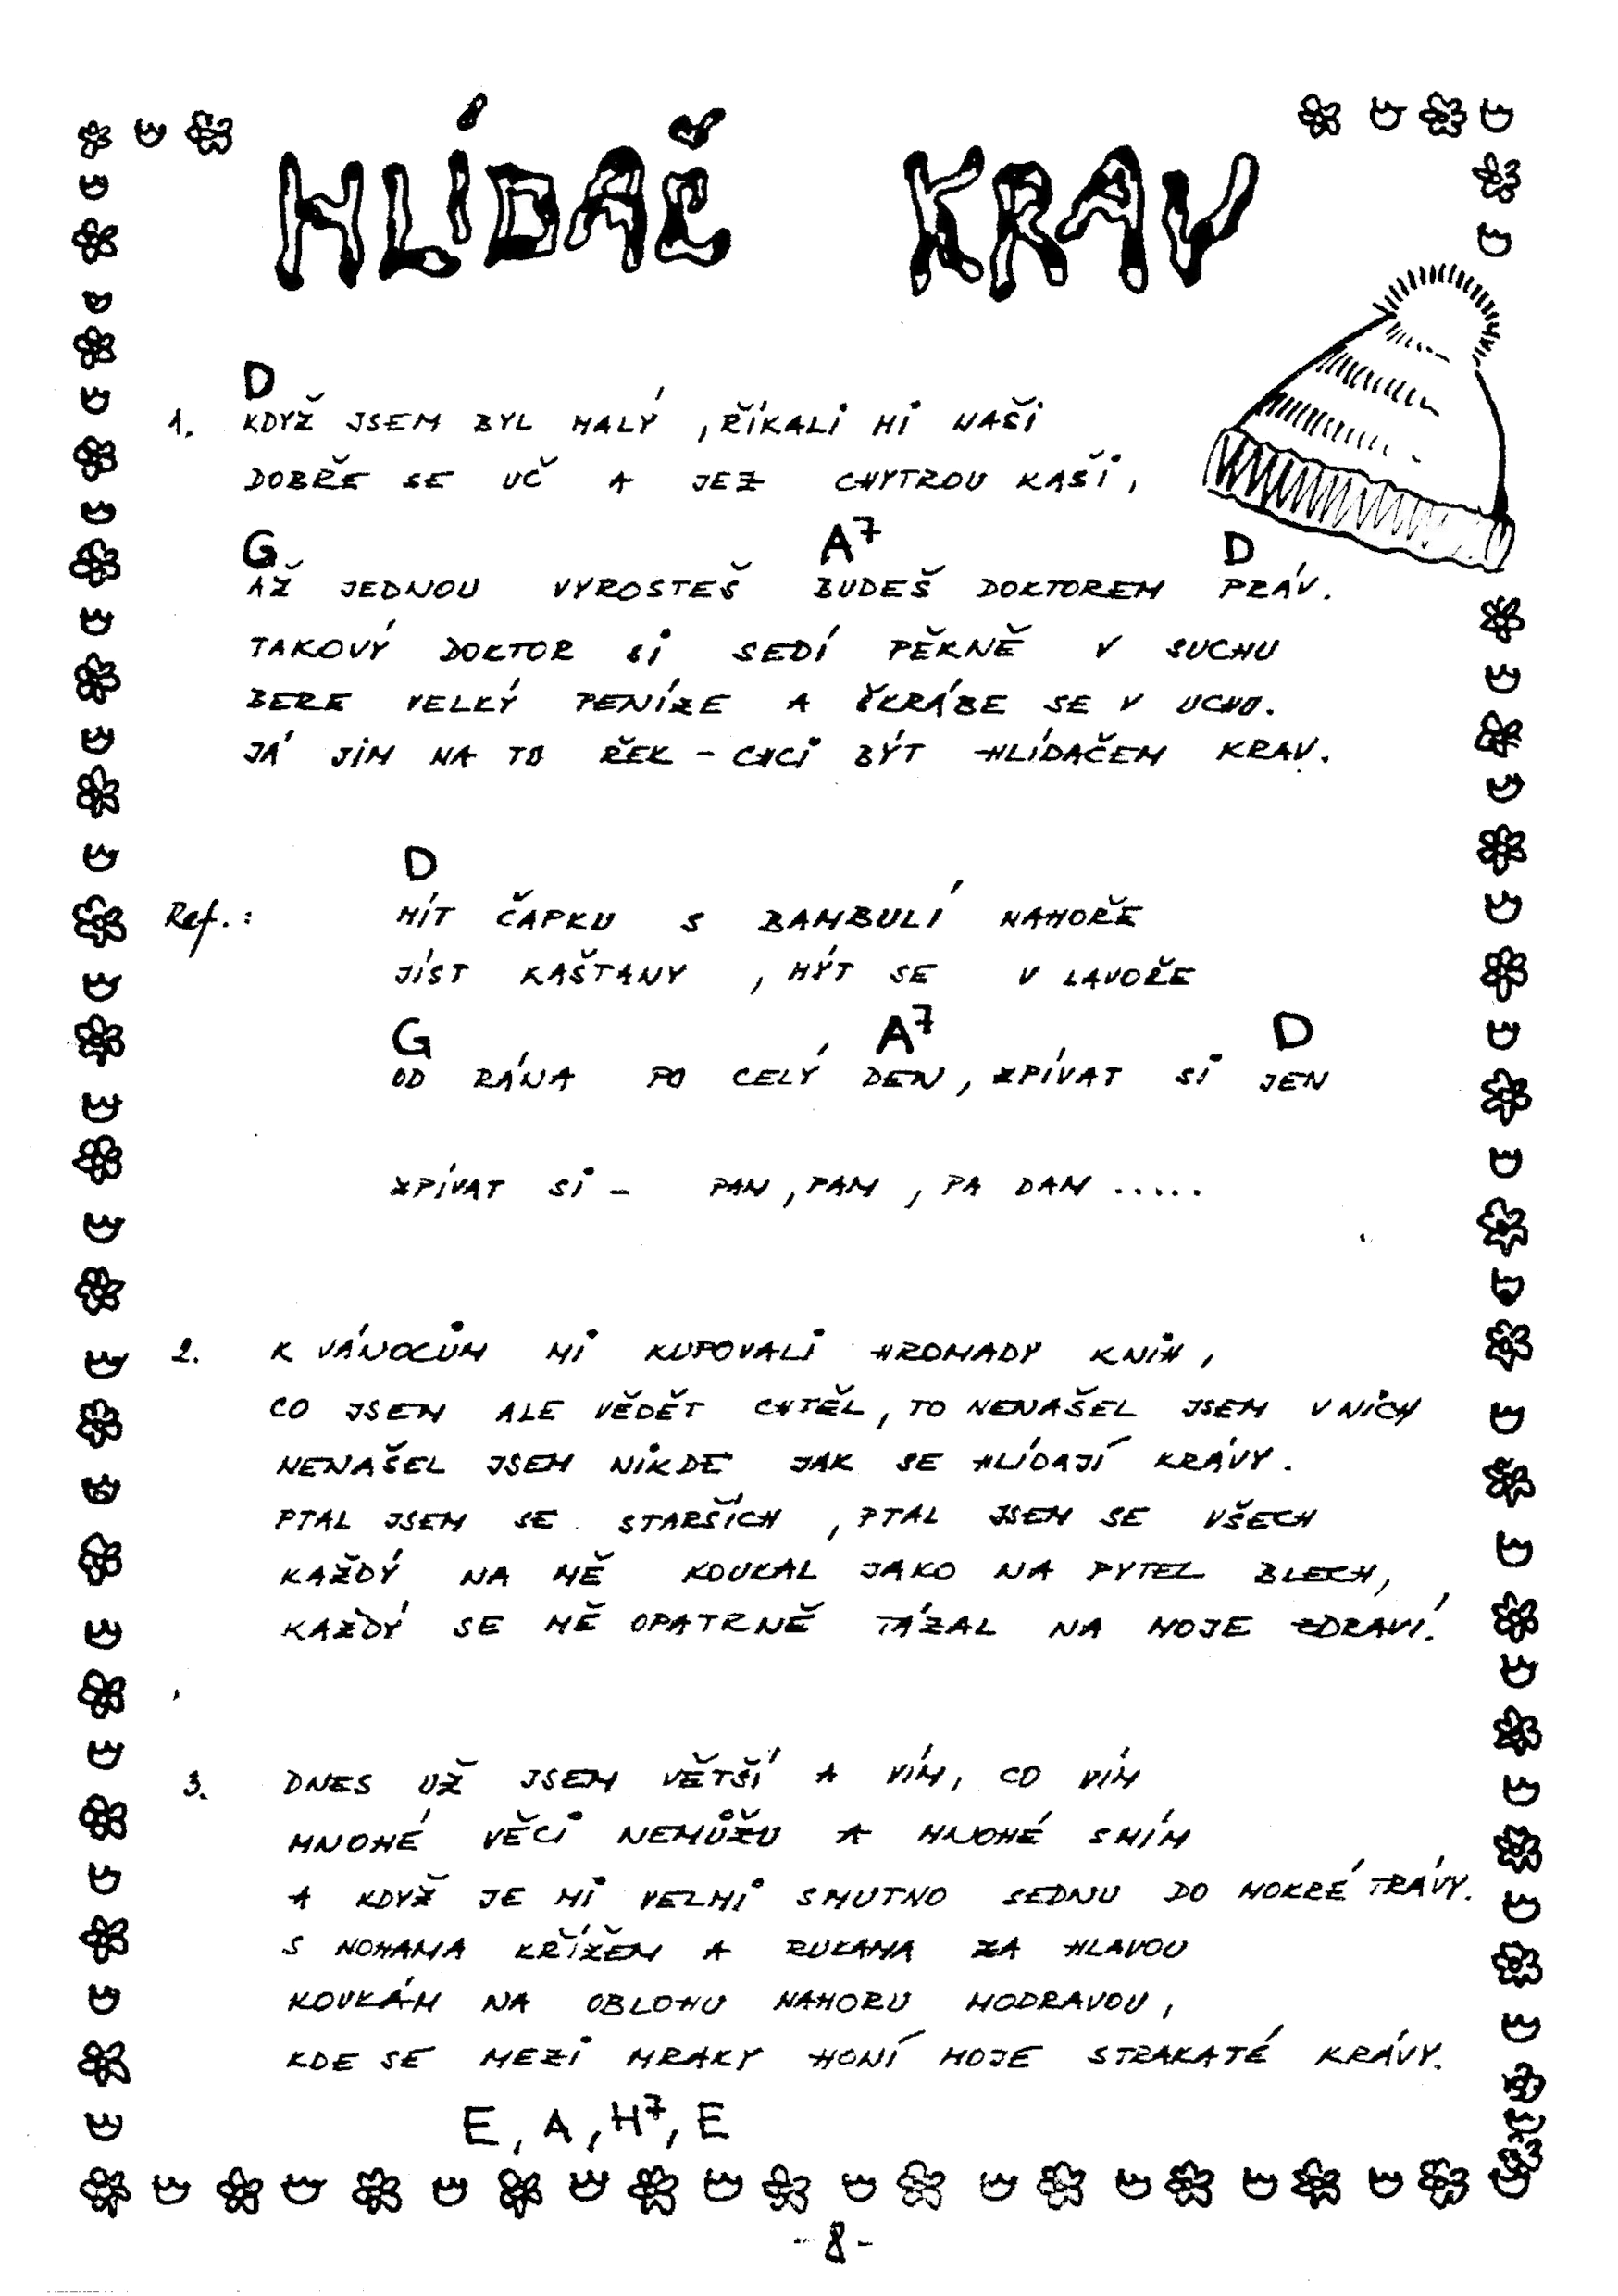 HLÍDAČ KRAV
D
1. KDYŽ JSEM BYL MALÝ, ŘÍKALI MI NAŠI
DOBŘE SE UČ A JEZ CHYTROU KAŠI,
G A7 D
AŽ JEDNOU VYROSTEŠ BUDEŠ DOKTOREM PRÁV.
TAKOVÝ DOKTOR SI SEDÍ PĚKNĚ V SUCHU
BERE VELKÝ PENÍZE A ŠKRÁBE SE V UCHU.
JÁ JIM NA TO ŘEK - CHCI BÝT HLÍDAČEM KRAV.
D
Ref.: MÍT ČAPKU S BAMBULÍ NAHOŘE
JÍST KAŠTANY, MÝT SE V LAVOŘE
G A7 D
OD RÁNA PO CELÝ DEN, ZPÍVAT SI JEN
ZPÍVAT SI - PAM, PAM, PA DAM .....
2. K VÁNOCŮM MI KUPOVALI HROMADY KNIH,
CO JSEM ALE VĚDĚT CHTĚL, TO NENAŠEL JSEM V NICH
NENAŠEL JSEM NIKDE JAK SE HLÍDAJÍ KRÁVY.
PTAL JSEM SE STARŠÍCH, PTAL JSEM SE VŠECH
KAŽDÝ NA MĚ KOUKAL JAKO NA PYTEL BLECH,
KAŽDÝ SE MĚ OPATRNĚ TÁZAL NA MOJE ZDRAVÍ.
3. DNES UŽ JSEM VĚTŠÍ A VÍM, CO VÍM
MNOHÉ VĚCI NEMŮŽU A MNOHÉ SMÍM
A KDYŽ JE MI VELMI SMUTNO SEDNU DO MOKRÉ TRÁVY.
S NOHAMA KŘÍŽEM A RUKAMA ZA HLAVOU
KOUKÁM NA OBLOHU NAHORU MODRAVOU,
KDE SE MEZI MRAKY HONÍ MOJE STRAKATÉ KRÁVY.
E, A, H7, E
- 8 -